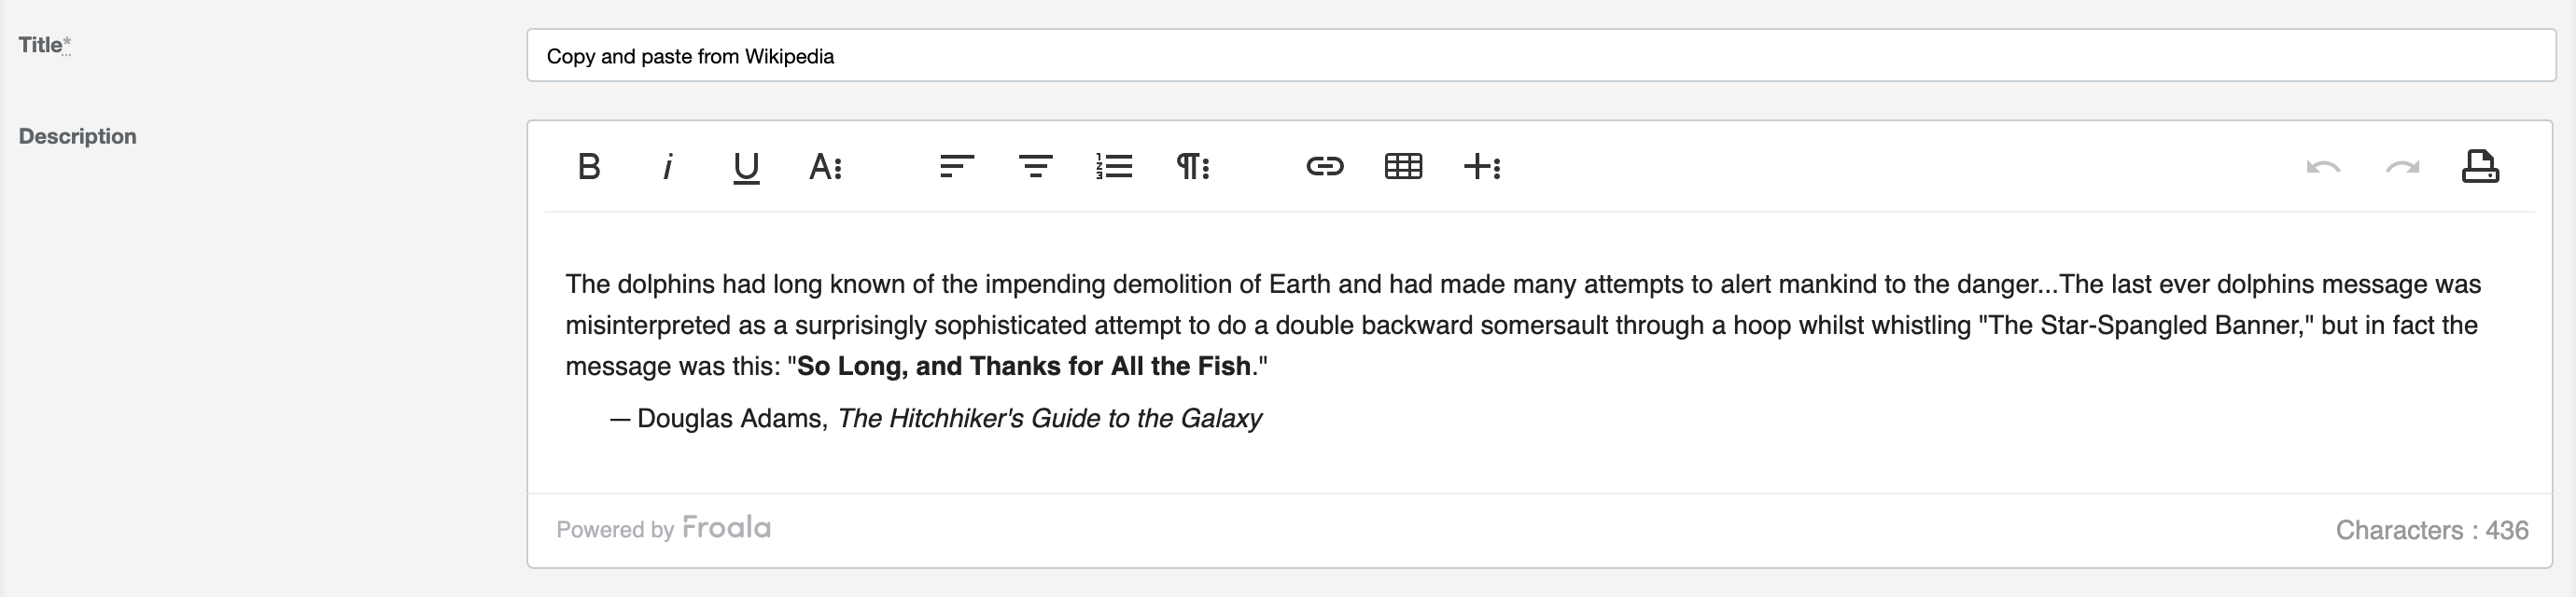 Title*
Copy and paste from Wikipedia
Description
B i U A
The dolphins had long known of the impending demolition of Earth and had made many attempts to alert mankind to the danger...The last ever dolphins message was
misinterpreted as a surprisingly sophisticated attempt to do a double backward somersault through a hoop whilst whistling "The Star-Spangled Banner," but in fact the
message was this: "So Long, and Thanks for All the Fish."
— Douglas Adams, The Hitchhiker's Guide to the Galaxy
Powered by Froala
Characters : 436